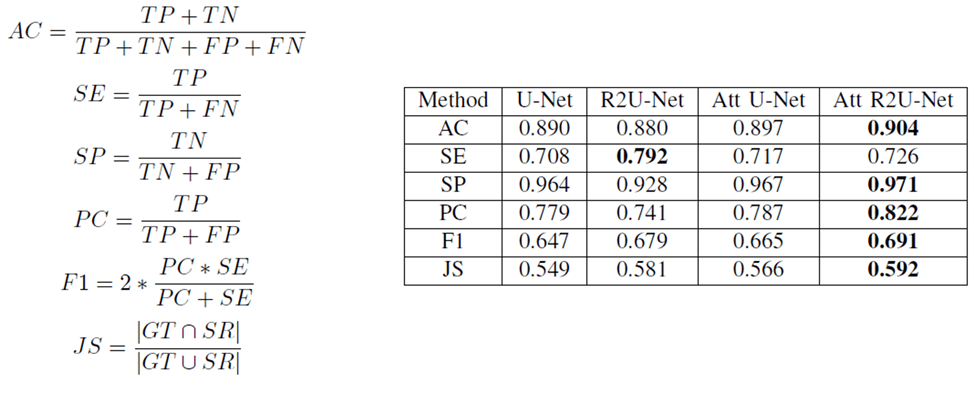 AC = \frac{TP + TN}{TP + TN + FP + FN}
SE = \frac{TP}{TP + FN}
SP = \frac{TN}{TN + FP}
PC = \frac{TP}{TP + FP}
F1 = 2 * \frac{PC * SE}{PC + SE}
JS = \frac{|GT ∩ SR|}{|GT ∪ SR|}
Method U-Net R2U-Net Att U-Net Att R2U-Net
AC 0.890 0.880 0.897 0.904
SE 0.708 0.792 0.717 0.726
SP 0.964 0.928 0.967 0.971
PC 0.779 0.741 0.787 0.822
F1 0.647 0.679 0.665 0.691
JS 0.549 0.581 0.566 0.592